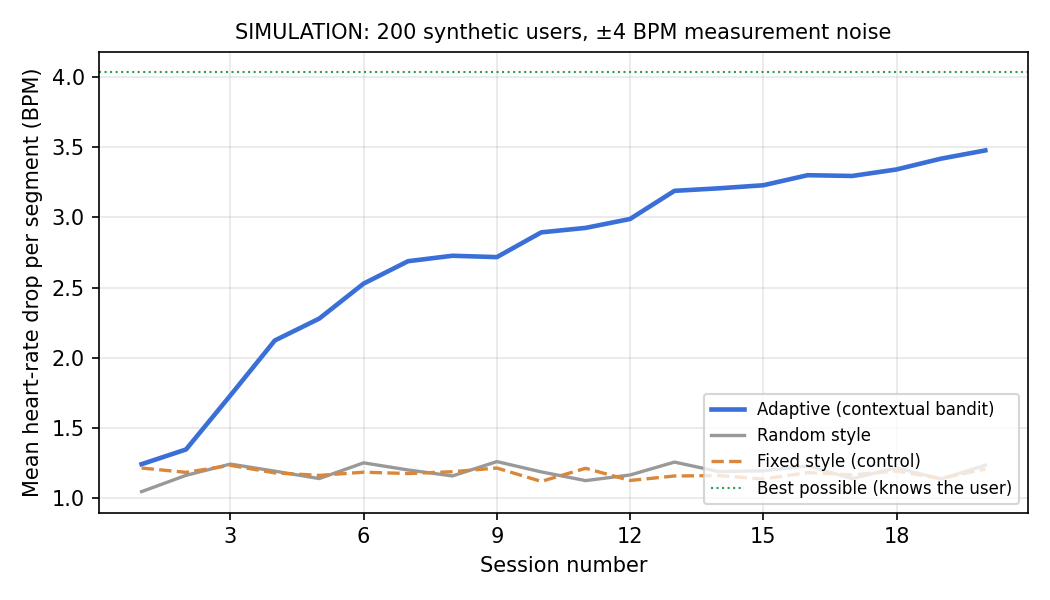 SIMULATION: 200 synthetic users, ±4 BPM measurement noise
Mean heart-rate drop per segment (BPM)
4.0
3.5
3.0
2.5
2.0
1.5
1.0
Adaptive (contextual bandit)
Random style
Fixed style (control)
Best possible (knows the user)
3 6 9 12 15 18
Session number